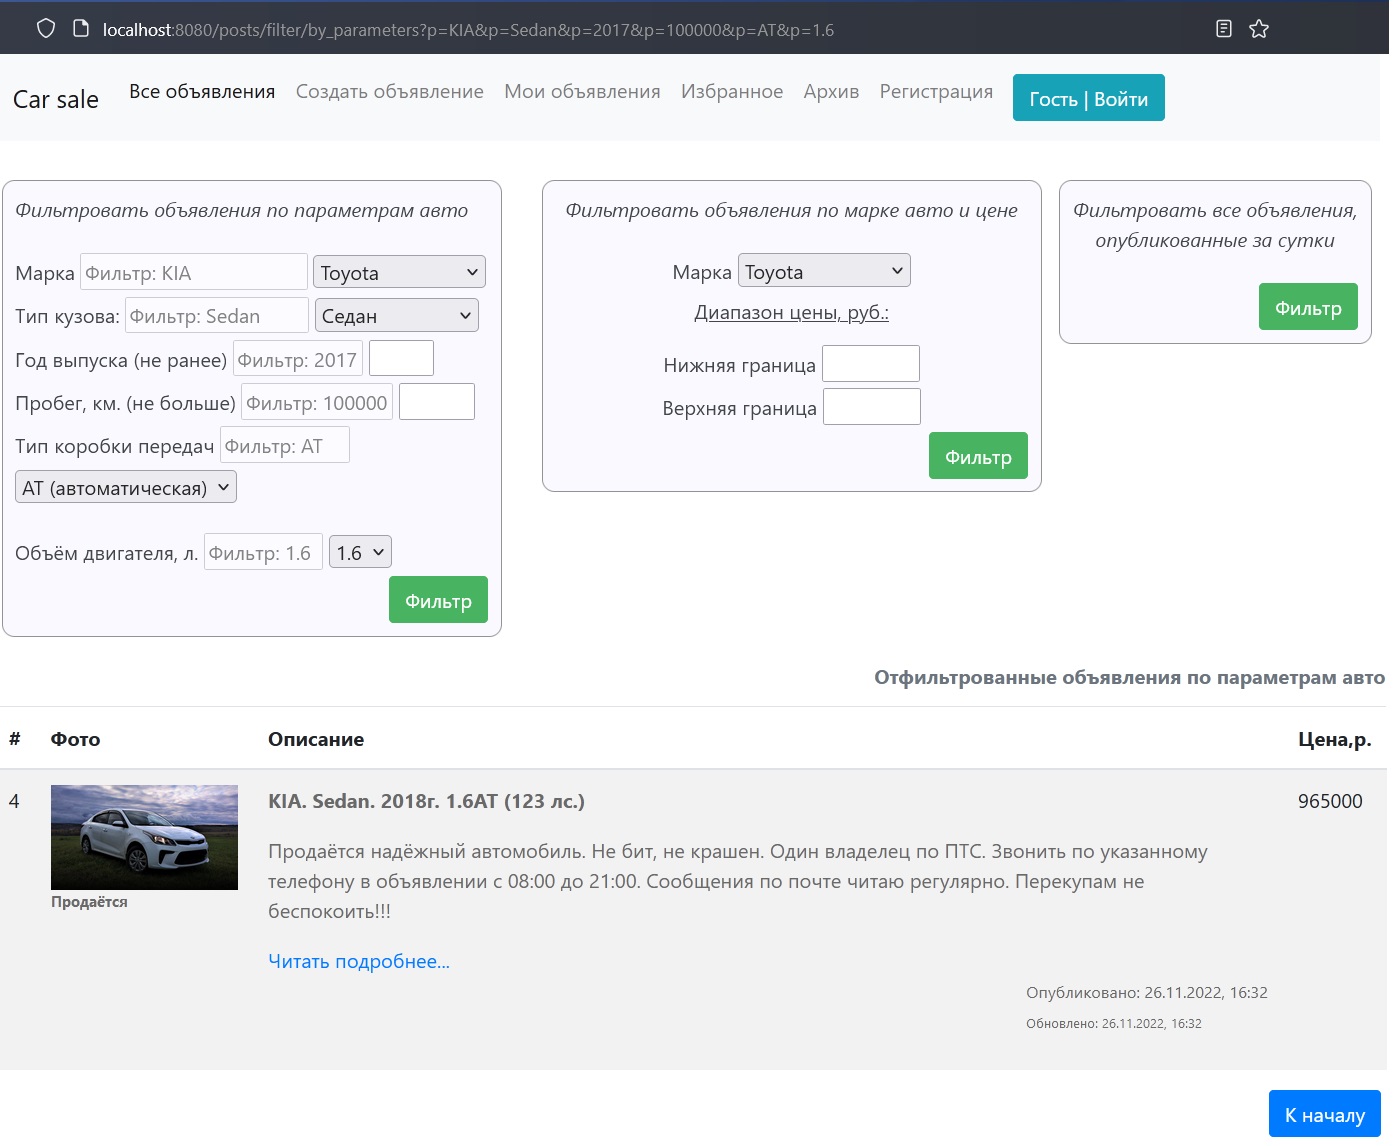 localhost:8080/posts/filter/by_parameters?p=KIA&p=Sedan&p=2017&p=100000&p=AT&p=1.6
Car sale Все объявления Создать объявление Мои объявления Избранное Архив Регистрация Гость | Войти
Фильтровать объявления по параметрам авто
Марка Фильтр: KIA Toyota
Тип кузова: Фильтр: Sedan Седан
Год выпуска (не ранее) Фильтр: 2017
Пробег, км. (не больше) Фильтр: 100000
Тип коробки передач Фильтр: AT
AT (автоматическая)
Объём двигателя, л. Фильтр: 1.6 1.6
Фильтр
Фильтровать объявления по марке авто и цене
Марка Toyota
Диапазон цены, руб.:
Нижняя граница
Верхняя граница
Фильтр
Фильтровать все объявления,
опубликованные за сутки
Фильтр
Отфильтрованные объявления по параметрам авто
# Фото Описание Цена,р.
4 KIA. Sedan. 2018г. 1.6AT (123 лс.) 965000
Продаётся
Продаётся надёжный автомобиль. Не бит, не крашен. Один владелец по ПТС. Звонить по указанному
телефону в объявлении с 08:00 до 21:00. Сообщения по почте читаю регулярно. Перекупам не
беспокоить!!!
Читать подробнее...
Опубликовано: 26.11.2022, 16:32
Обновлено: 26.11.2022, 16:32
К началу